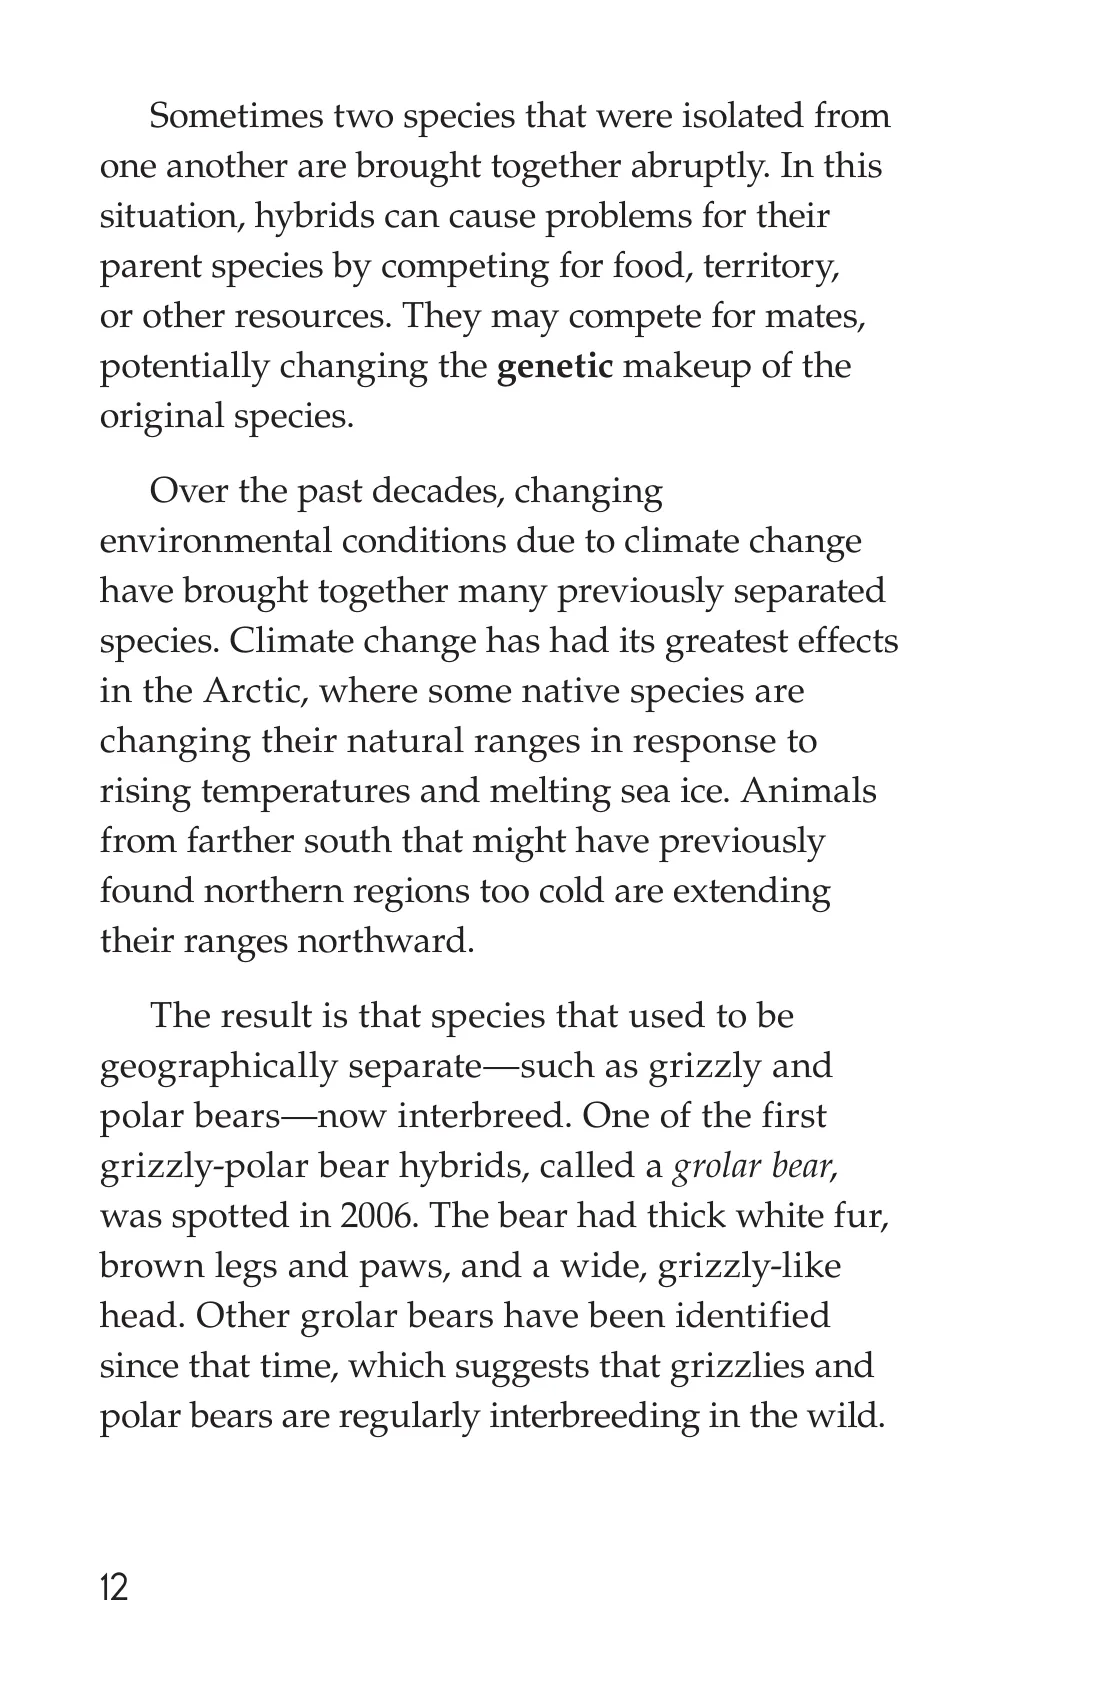 Sometimes two species that were isolated from
one another are brought together abruptly. In this
situation, hybrids can cause problems for their
parent species by competing for food, territory,
or other resources. They may compete for mates,
potentially changing the genetic makeup of the
original species.
Over the past decades, changing
environmental conditions due to climate change
have brought together many previously separated
species. Climate change has had its greatest effects
in the Arctic, where some native species are
changing their natural ranges in response to
rising temperatures and melting sea ice. Animals
from farther south that might have previously
found northern regions too cold are extending
their ranges northward.
The result is that species that used to be
geographically separate—such as grizzly and
polar bears—now interbreed. One of the first
grizzly-polar bear hybrids, called a grolar bear,
was spotted in 2006. The bear had thick white fur,
brown legs and paws, and a wide, grizzly-like
head. Other grolar bears have been identified
since that time, which suggests that grizzlies and
polar bears are regularly interbreeding in the wild.
12